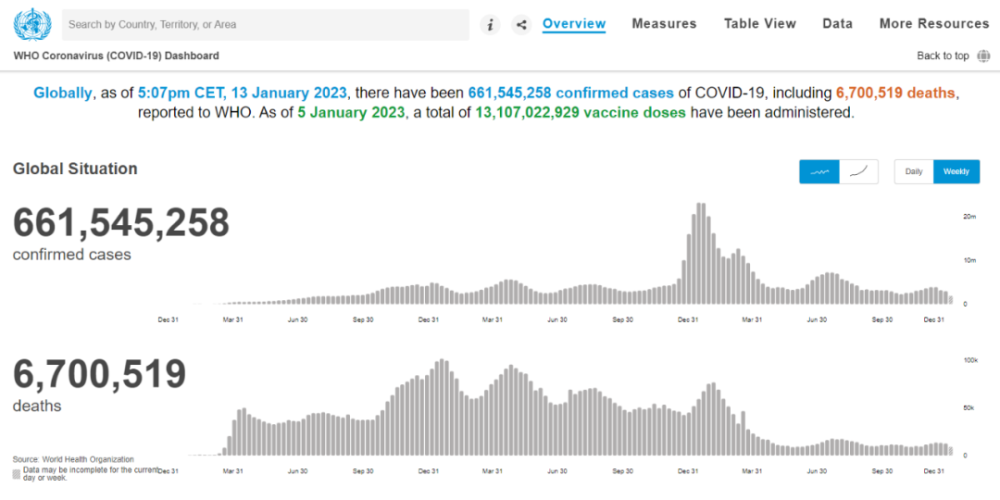 Search by Country, Territory, or Area
i
Overview
Measures
Table View
Data
More Resources
WHO Coronavirus (COVID-19) Dashboard
Back to top
Globally, as of 5:07pm CET, 13 January 2023, there have been 661,545,258 confirmed cases of COVID-19, including 6,700,519 deaths,
reported to WHO. As of 5 January 2023, a total of 13,107,022,929 vaccine doses have been administered.
Global Situation
Daily
Weekly
661,545,258
confirmed cases
20m
10m
0
Dec 31
Mar 31
Jun 30
Sep 30
Dec 31
Mar 31
Jun 30
Sep 30
Dec 31
Mar 31
Jun 30
Sep 30
Dec 31
6,700,519
deaths
100k
50k
0
Source: World Health Organization
Data may be incomplete for the current
day or week.
Dec 31
Mar 31
Jun 30
Sep 30
Dec 31
Mar 31
Jun 30
Sep 30
Dec 31
Mar 31
Jun 30
Sep 30
Dec 31